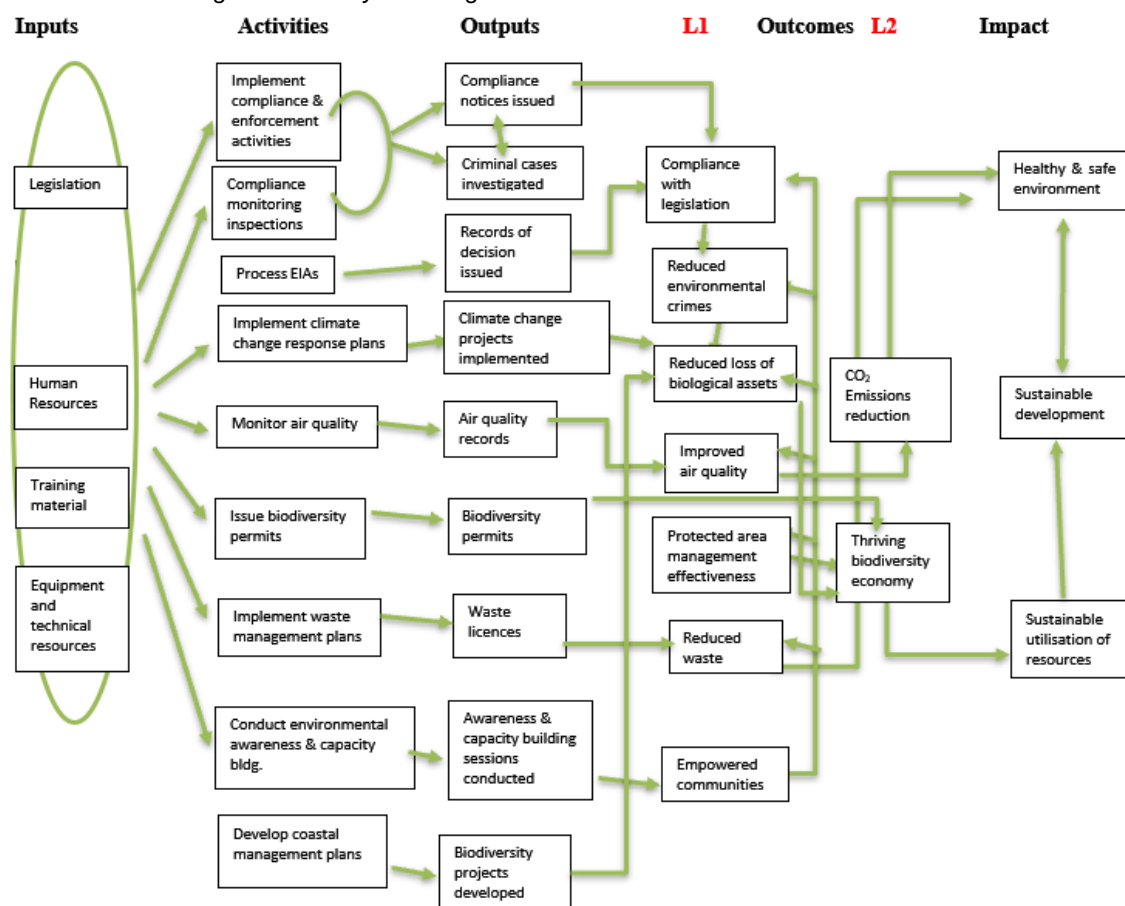 Inputs
Activities
Outputs
L1
Outcomes
L2
Impact
Legislation
Human
Resources
Training
material
Equipment
and
technical
resources
Implement
compliance &
enforcement
activities
Compliance
monitoring
inspections
Process EIAs
Implement climate
change response plans
Monitor air quality
Issue biodiversity
permits
Implement waste
management plans
Conduct environmental
awareness & capacity
bldg.
Develop coastal
management plans
Compliance
notices issued
Criminal cases
investigated
Records of
decision
issued
Climate change
projects
implemented
Air quality
records
Biodiversity
permits
Waste
licences
Awareness &
capacity building
sessions
conducted
Biodiversity
projects
developed
Compliance
with
legislation
Reduced
environmental
crimes
Reduced loss of
biological assets
Improved
air quality
Protected area
management
effectiveness
Reduced
waste
Empowered
communities
CO₂
Emissions
reduction
Thriving
biodiversity
economy
Healthy & safe
environment
Sustainable
development
Sustainable
utilisation of
resources